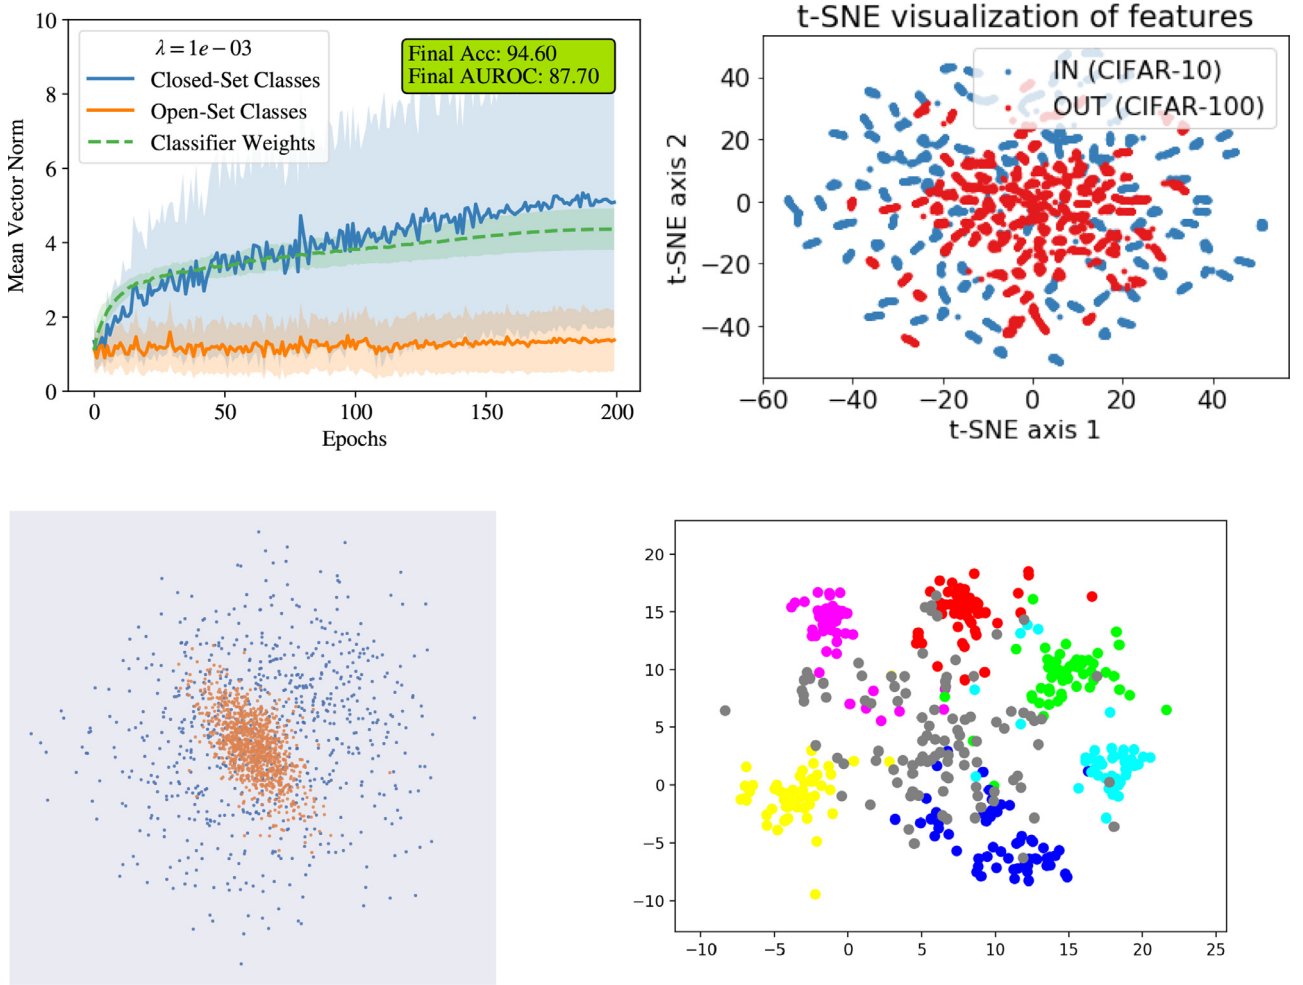 10
8
6
4
2
0
Mean Vector Norm
λ = 1e − 03
Closed-Set Classes
Open-Set Classes
Classifier Weights
Final Acc: 94.60
Final AUROC: 87.70
0 50 100 150 200
Epochs
t-SNE visualization of features
40
20
0
−20
−40
t-SNE axis 2
IN (CIFAR-10)
OUT (CIFAR-100)
−60 −40 −20 0 20 40
t-SNE axis 1
20
15
10
5
0
−5
−10
−10 −5 0 5 10 15 20 25